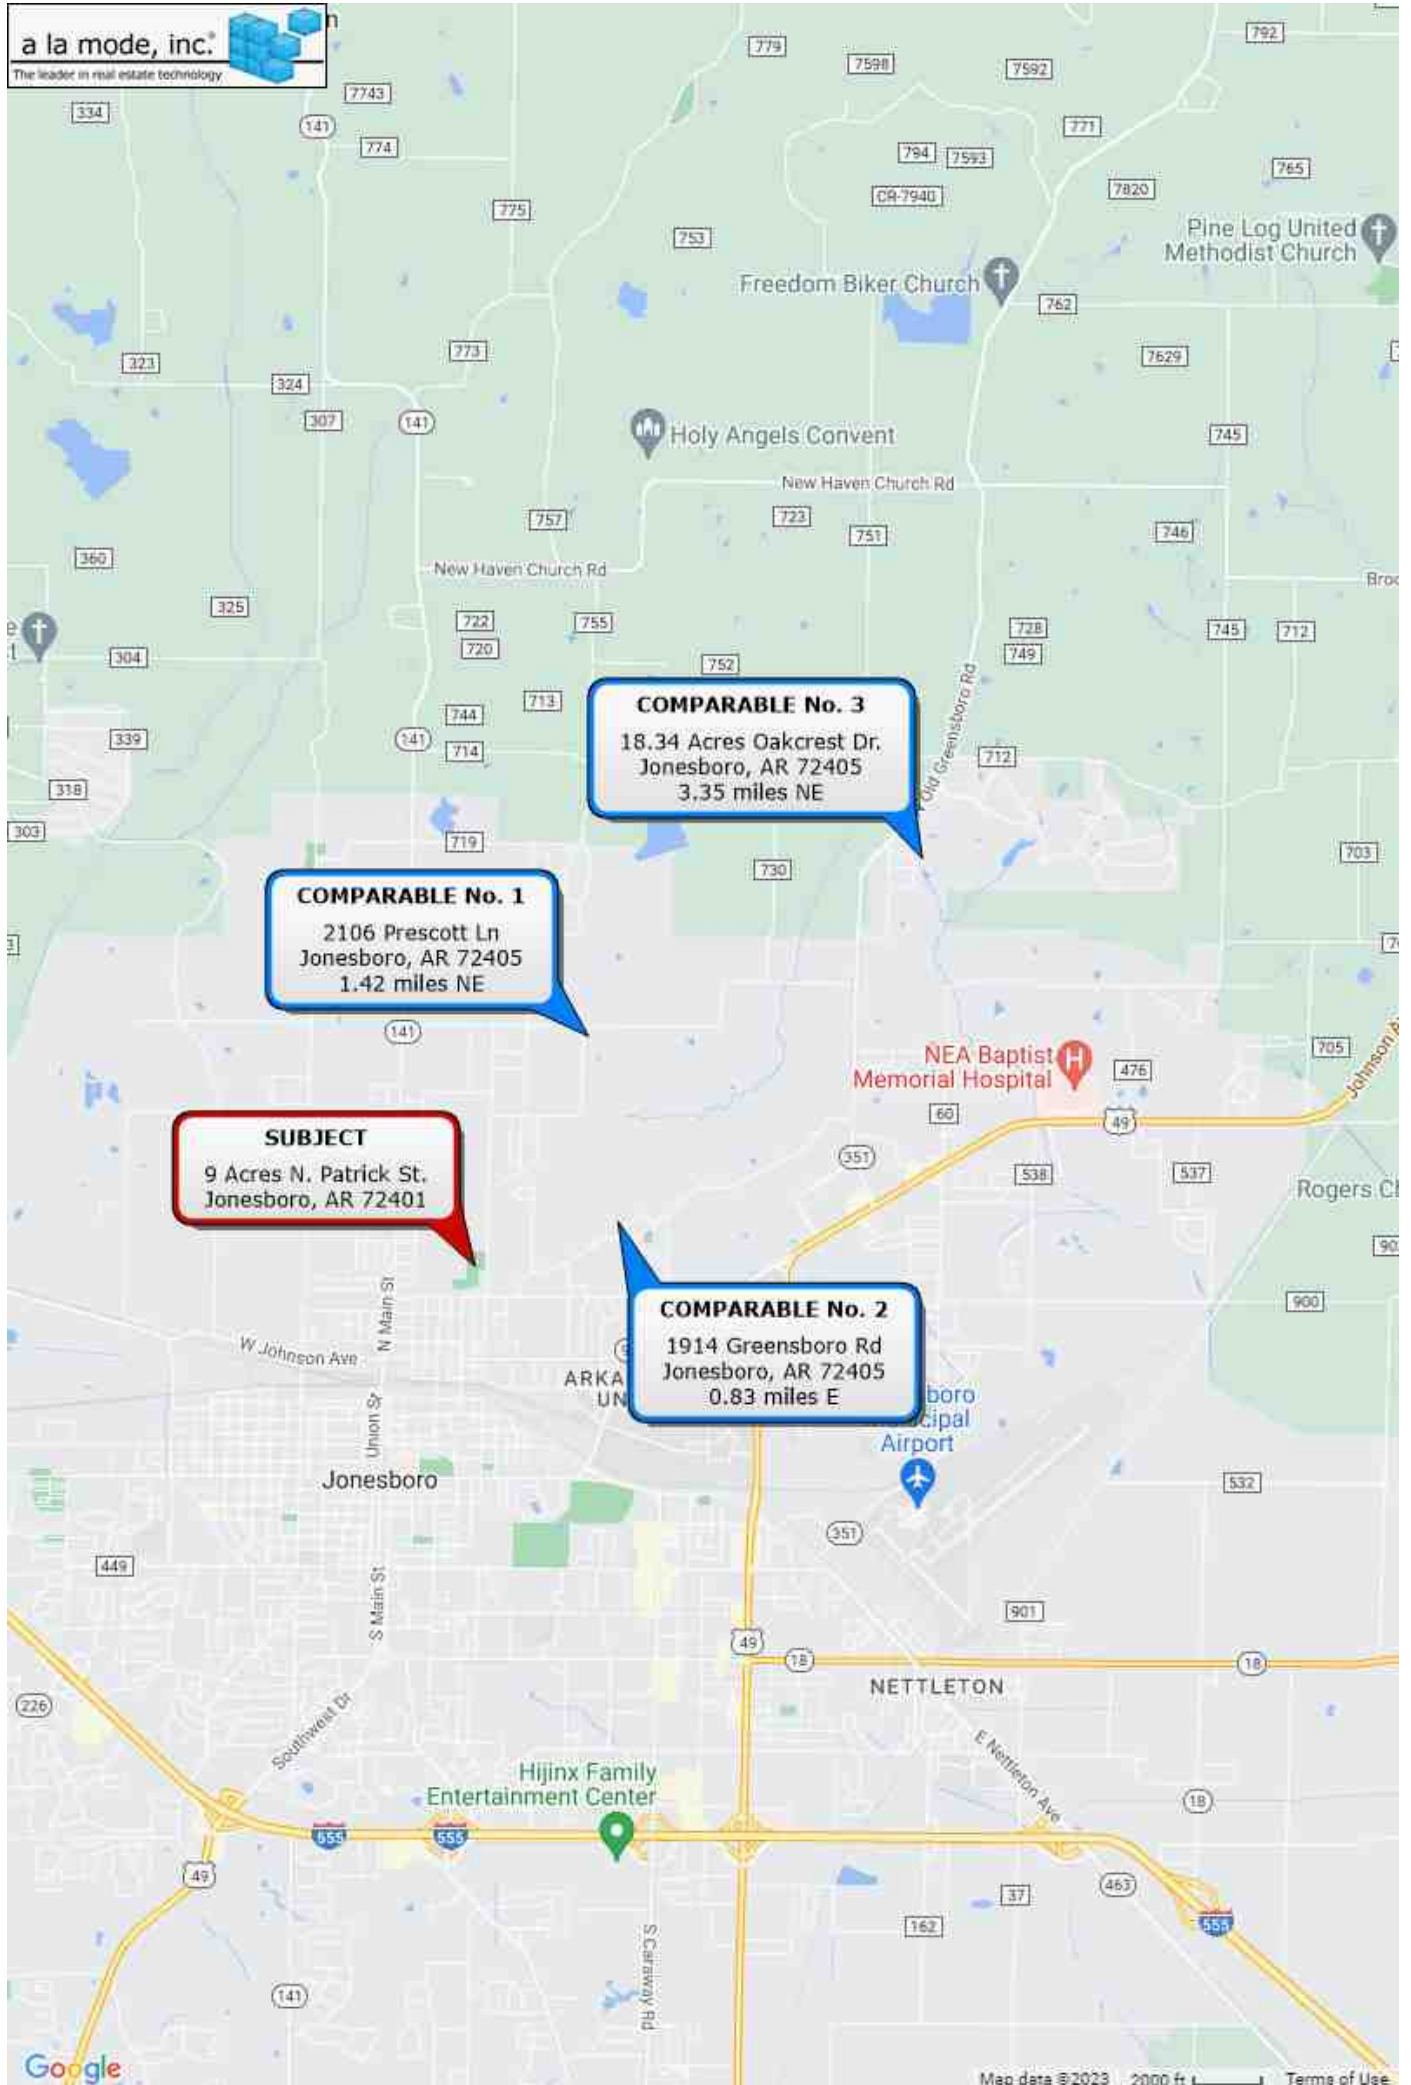 a la mode, inc.
The leader in real estate technology
n
779
792
7598
7592
7743
334
141
774
771
794
7593
765
CR-7940
7820
775
753
Pine Log United
Methodist Church
Freedom Biker Church
762
773
323
7629
324
307
141
Holy Angels Convent
745
New Haven Church Rd
757
723
751
746
360
New Haven Church Rd
Broo
325
722
755
728
745
712
720
749
304
752
713
744
339
141
714
712
Old Greensboro Rd
COMPARABLE No. 3
18.34 Acres Oakcrest Dr.
Jonesboro, AR 72405
3.35 miles NE
318
303
719
730
703
COMPARABLE No. 1
2106 Prescott Ln
Jonesboro, AR 72405
1.42 miles NE
141
NEA Baptist
Memorial Hospital
476
705
Johnson A
60
49
SUBJECT
9 Acres N. Patrick St.
Jonesboro, AR 72401
351
538
537
Rogers Ch
90
900
N Main St
COMPARABLE No. 2
1914 Greensboro Rd
Jonesboro, AR 72405
0.83 miles E
W Johnson Ave
ARKA
UN
boro
cipal
Airport
Union St
Jonesboro
532
351
449
S Main St
901
49
18
18
NETTLETON
226
Southwest Dr
E Nettleton Ave
Hijinx Family
Entertainment Center
18
555
555
49
463
37
555
162
S Caraway Rd
141
Google
Map data ©2023
2000 ft
Terms of Use